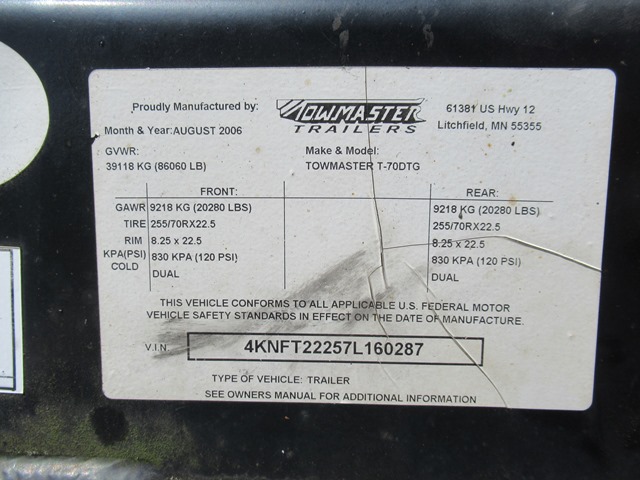 Proudly Manufactured by: TOWMASTER TRAILERS 61381 US Hwy 12
Litchfield, MN 55355
Month & Year: AUGUST 2006
GVWR: Make & Model:
39118 KG (86060 LB) TOWMASTER T-70DTG
FRONT: REAR:
GAWR 9218 KG (20280 LBS) 9218 KG (20280 LBS)
TIRE 255/70RX22.5 255/70RX22.5
RIM 8.25 x 22.5 8.25 x 22.5
KPA(PSI) 830 KPA (120 PSI) 830 KPA (120 PSI)
COLD DUAL DUAL
THIS VEHICLE CONFORMS TO ALL APPLICABLE U.S. FEDERAL MOTOR
VEHICLE SAFETY STANDARDS IN EFFECT ON THE DATE OF MANUFACTURE.
V.I.N. 4KNFT22257L160287
TYPE OF VEHICLE: TRAILER
SEE OWNERS MANUAL FOR ADDITIONAL INFORMATION